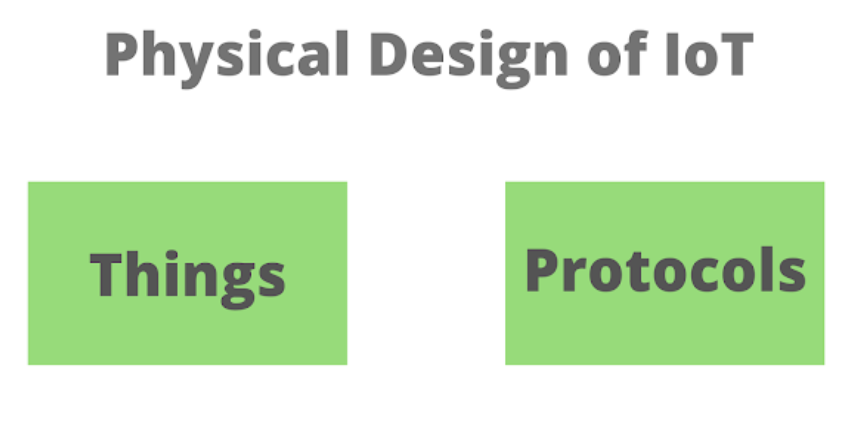 Physical Design of IoT
Things
Protocols